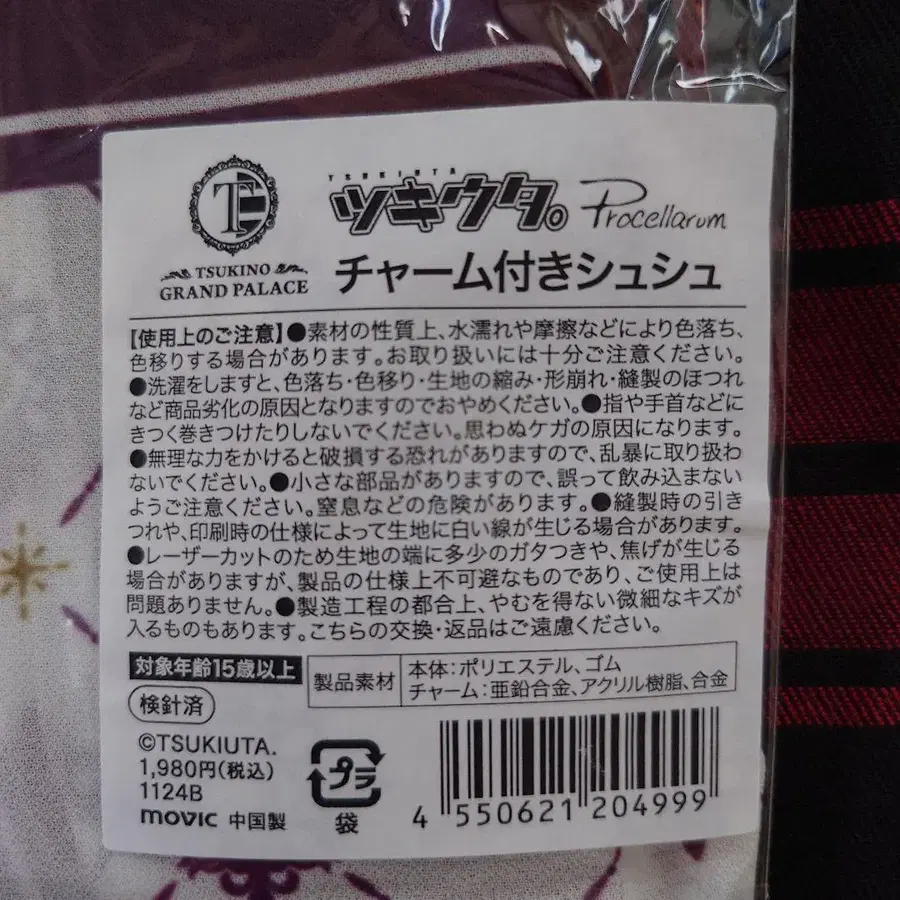 TF
TSUKINO
GRAND PALACE
TSUKIUTA
ツキウタ。 Procellarum
チャーム付きシュシュ
【使用上のご注意】●素材の性質上、水濡れや摩擦などにより色落ち、
色移りする場合があります。お取り扱いには十分ご注意ください。
●洗濯をしますと、色落ち・色移り・生地の縮み・形崩れ・縫製のほつれ
など商品劣化の原因となりますのでおやめください。●指や手首などに
きつく巻きつけたりしないでください。思わぬケガの原因になります。
●無理な力をかけると破損する恐れがありますので、乱暴に取り扱わ
ないでください。●小さな部品がありますので、誤って飲み込まない
ようご注意ください。窒息などの危険があります。●縫製時の引き
つれや、印刷時の仕様によって生地に白い線が生じる場合があります。
●レーザーカットのため生地の端に多少のガタつきや、焦げが生じる
場合がありますが、製品の仕様上不可避なものであり、ご使用上は
問題ありません。●製造工程の都合上、やむを得ない微細なキズが
入るものもあります。こちらの交換・返品はご遠慮ください。
対象年齢15歳以上
検針済
製品素材
本体:ポリエステル、ゴム
チャーム:亜鉛合金、アクリル樹脂、合金
©TSUKIUTA.
1,980円(税込)
1124B
movic 中国製
プラ
袋
4 550621 204999